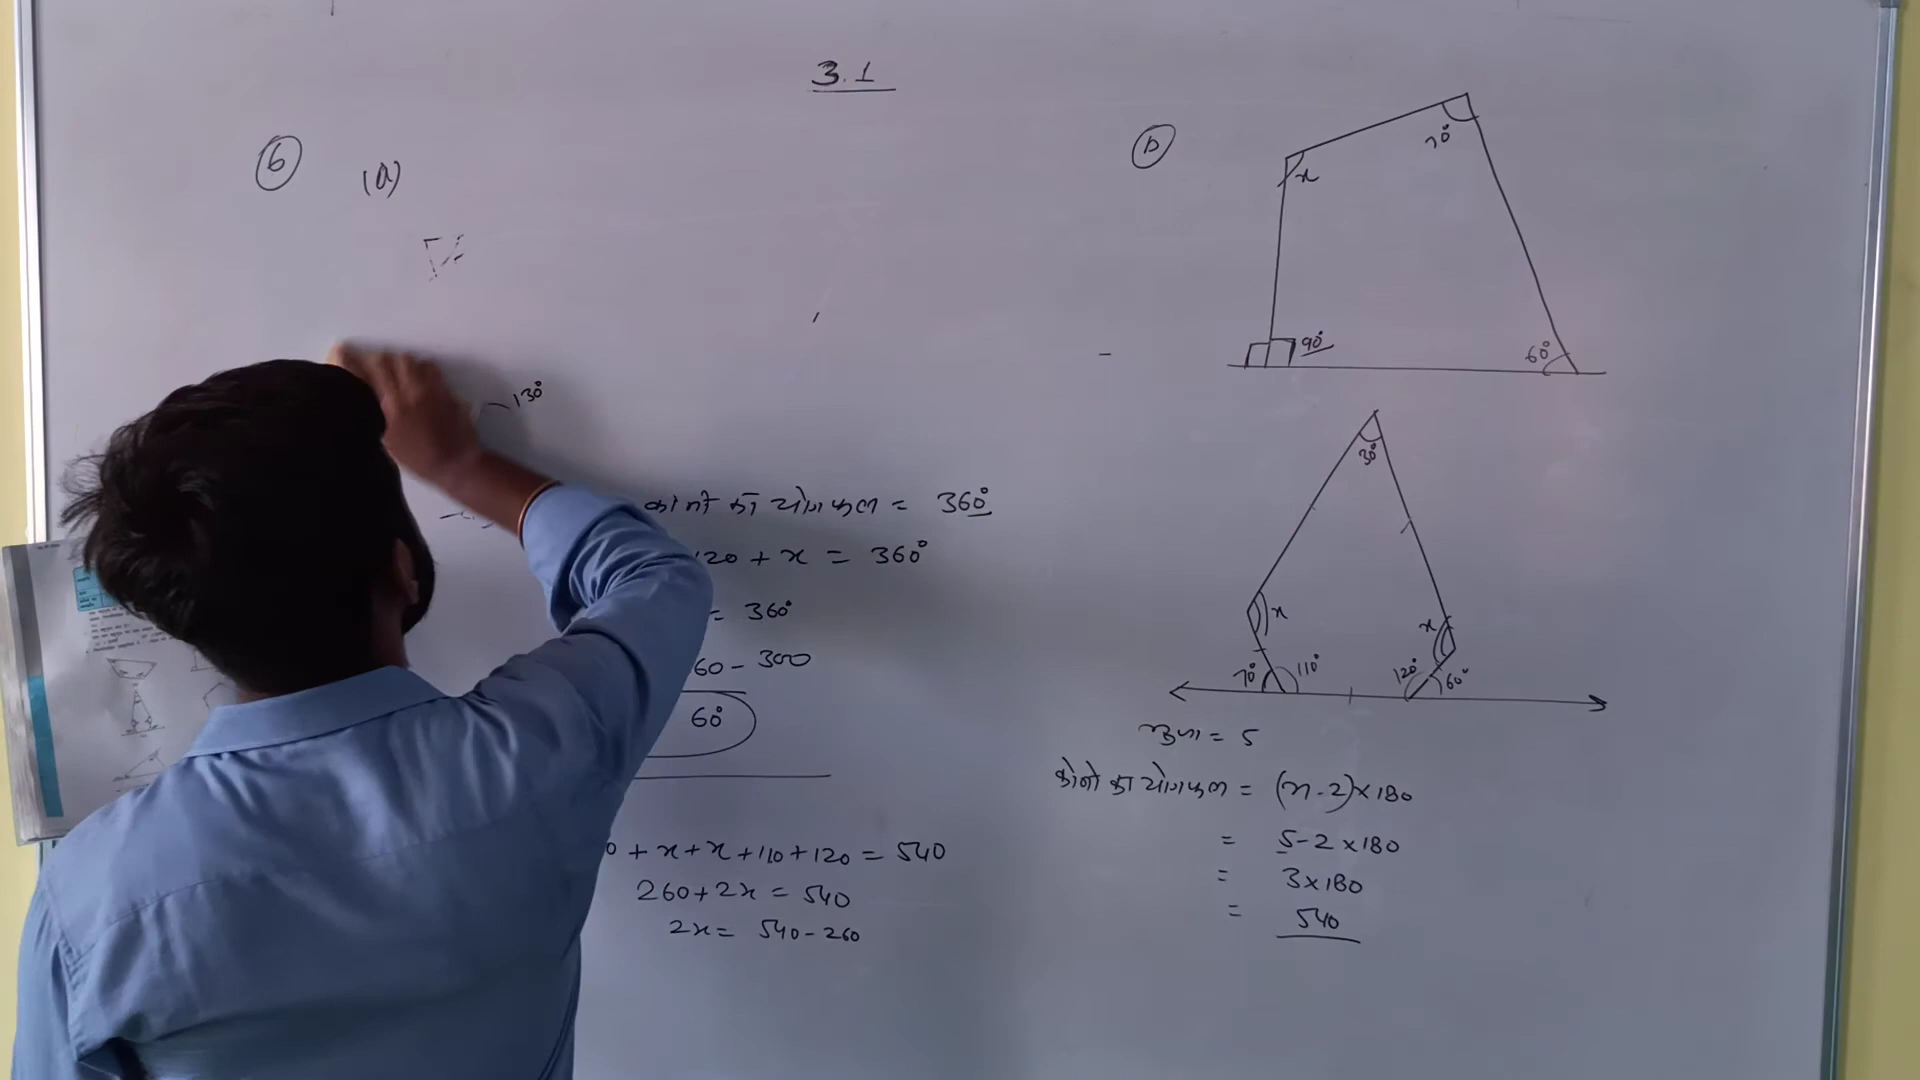 3.1
6 (a)
130°
कोनों का योगफल = 360°
120 + x = 360°
= 360°
60 - 300
60°
0 + x + x + 110 + 120 = 540
260 + 2x = 540
2x = 540 - 260
b
70°
x
90°
60°
30°
x
x
70° 110°
120° 60°
भुजा = 5
कोनो का योगफल = (n-2)×180
= 5-2×180
= 3×180
= 540